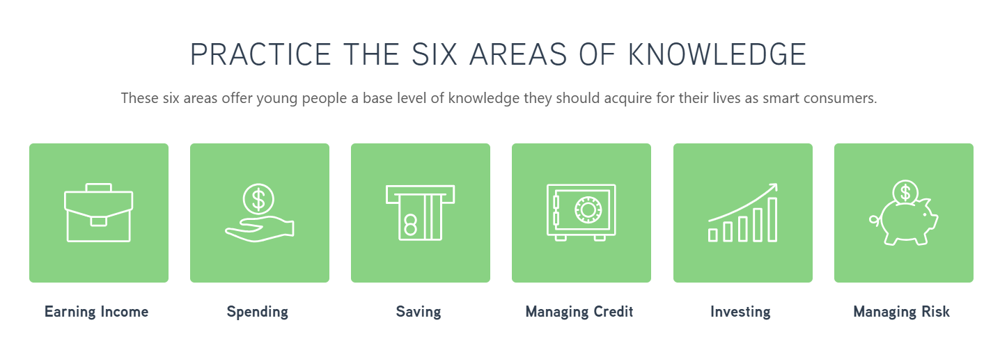 PRACTICE THE SIX AREAS OF KNOWLEDGE
These six areas offer young people a base level of knowledge they should acquire for their lives as smart consumers.
$
$
Earning Income
Spending
Saving
Managing Credit
Investing
Managing Risk